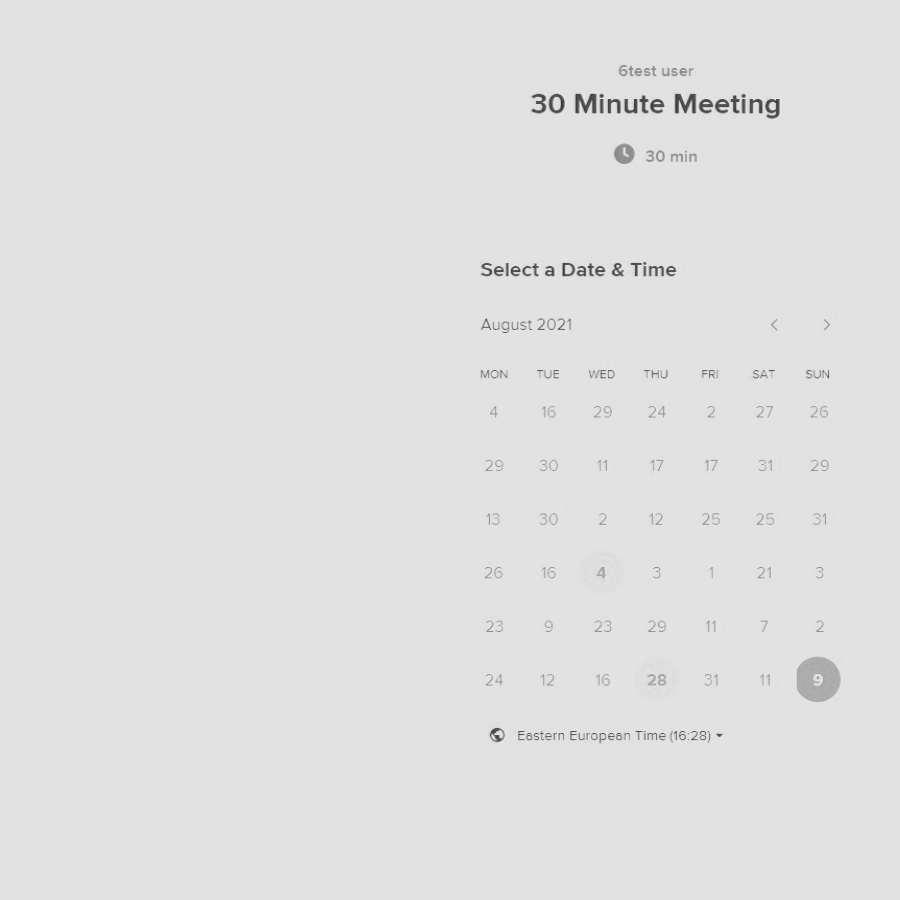 6test user
30 Minute Meeting
30 min
Select a Date & Time
August 2021
MON TUE WED THU FRI SAT SUN
4 16 29 24 2 27 26
29 30 11 17 17 31 29
13 30 2 12 25 25 31
26 16 4 3 1 21 3
23 9 23 29 11 7 2
24 12 16 28 31 11 9
Eastern European Time (16:28)